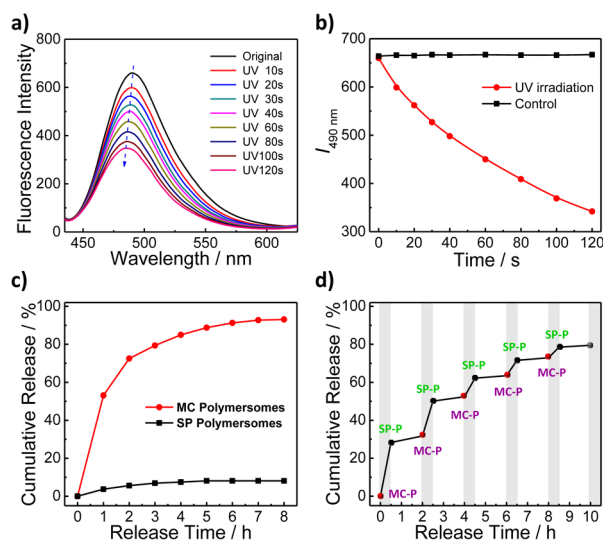 a)
Fluorescence Intensity
800
600
400
200
0
450
500
550
600
Wavelength / nm
Original
UV 10s
UV 20s
UV 30s
UV 40s
UV 60s
UV 80s
UV100s
UV120s
b)
I490 nm
700
600
500
400
300
0
20
40
60
80
100
120
Time / s
UV irradiation
Control
c)
Cumulative Release / %
100
80
60
40
20
0
0
1
2
3
4
5
6
7
8
Release Time / h
MC Polymersomes
SP Polymersomes
d)
Cumulative Release / %
100
80
60
40
20
0
0
1
2
3
4
5
6
7
8
9
10
Release Time / h
SP-P
SP-P
SP-P
SP-P
SP-P
MC-P
MC-P
MC-P
MC-P
MC-P